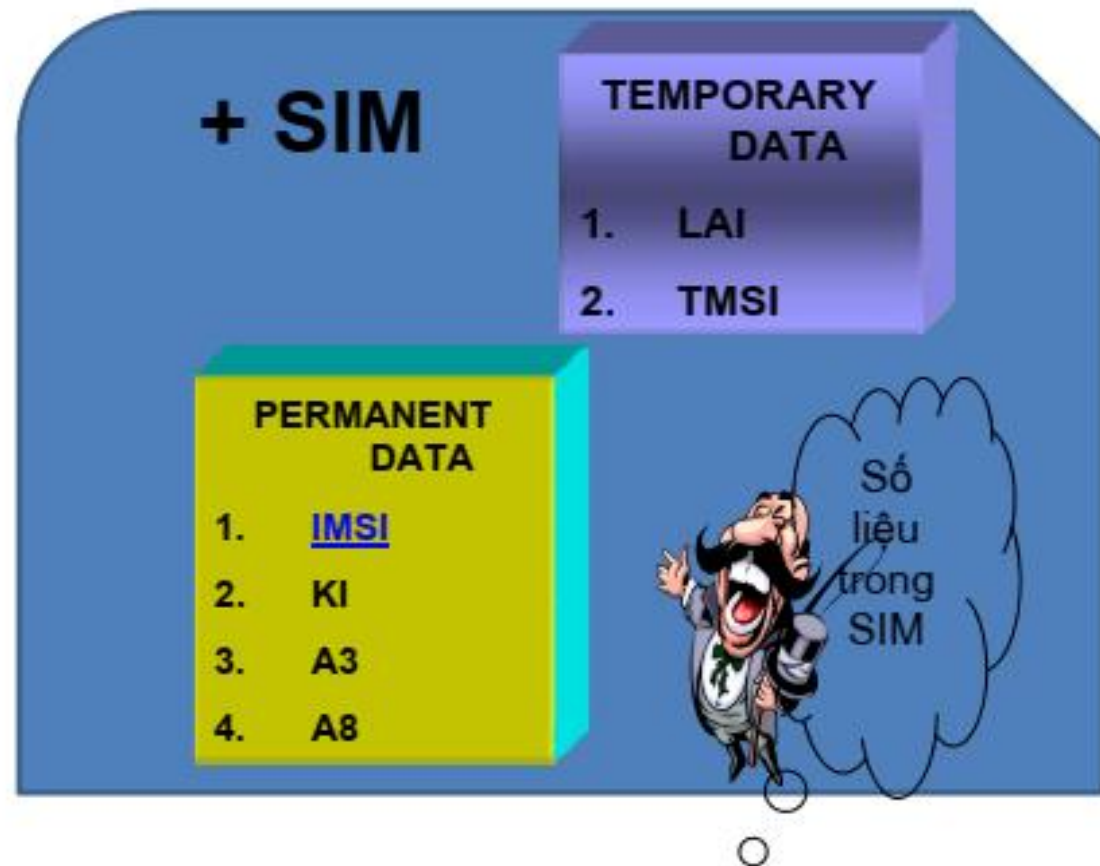 + SIM
TEMPORARY
DATA
1. LAI
2. TMSI
PERMANENT
DATA
1. IMSI
2. KI
3. A3
4. A8
Số
liệu
trong
SIM